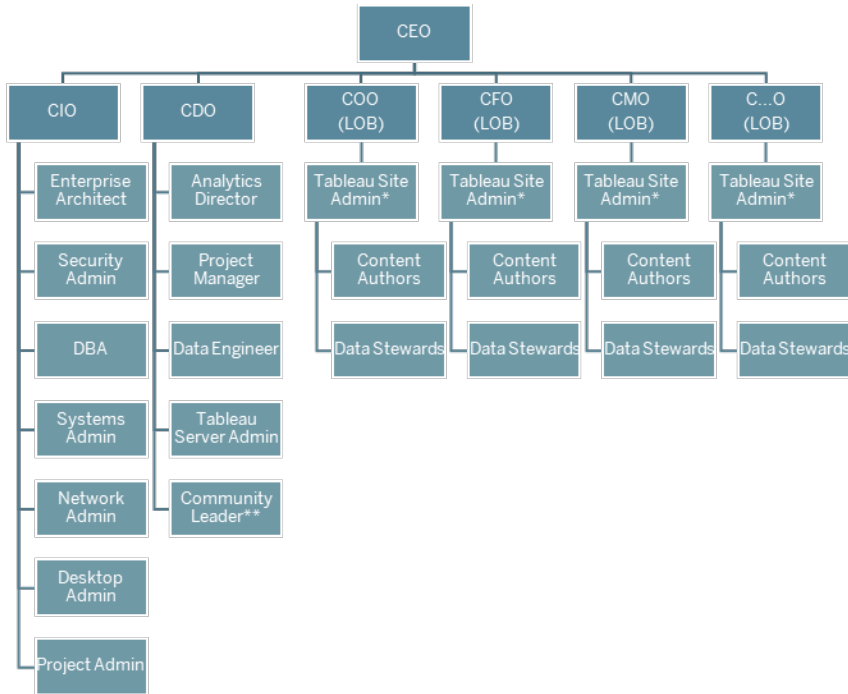 CEO
CIO
CDO
COO
(LOB)
CFO
(LOB)
CMO
(LOB)
C...O
(LOB)
Enterprise
Architect
Security
Admin
DBA
Systems
Admin
Network
Admin
Desktop
Admin
Project Admin
Analytics
Director
Project
Manager
Data Engineer
Tableau
Server Admin
Community
Leader**
Tableau Site
Admin*
Content
Authors
Data Stewards
Tableau Site
Admin*
Content
Authors
Data Stewards
Tableau Site
Admin*
Content
Authors
Data Stewards
Tableau Site
Admin*
Content
Authors
Data Stewards